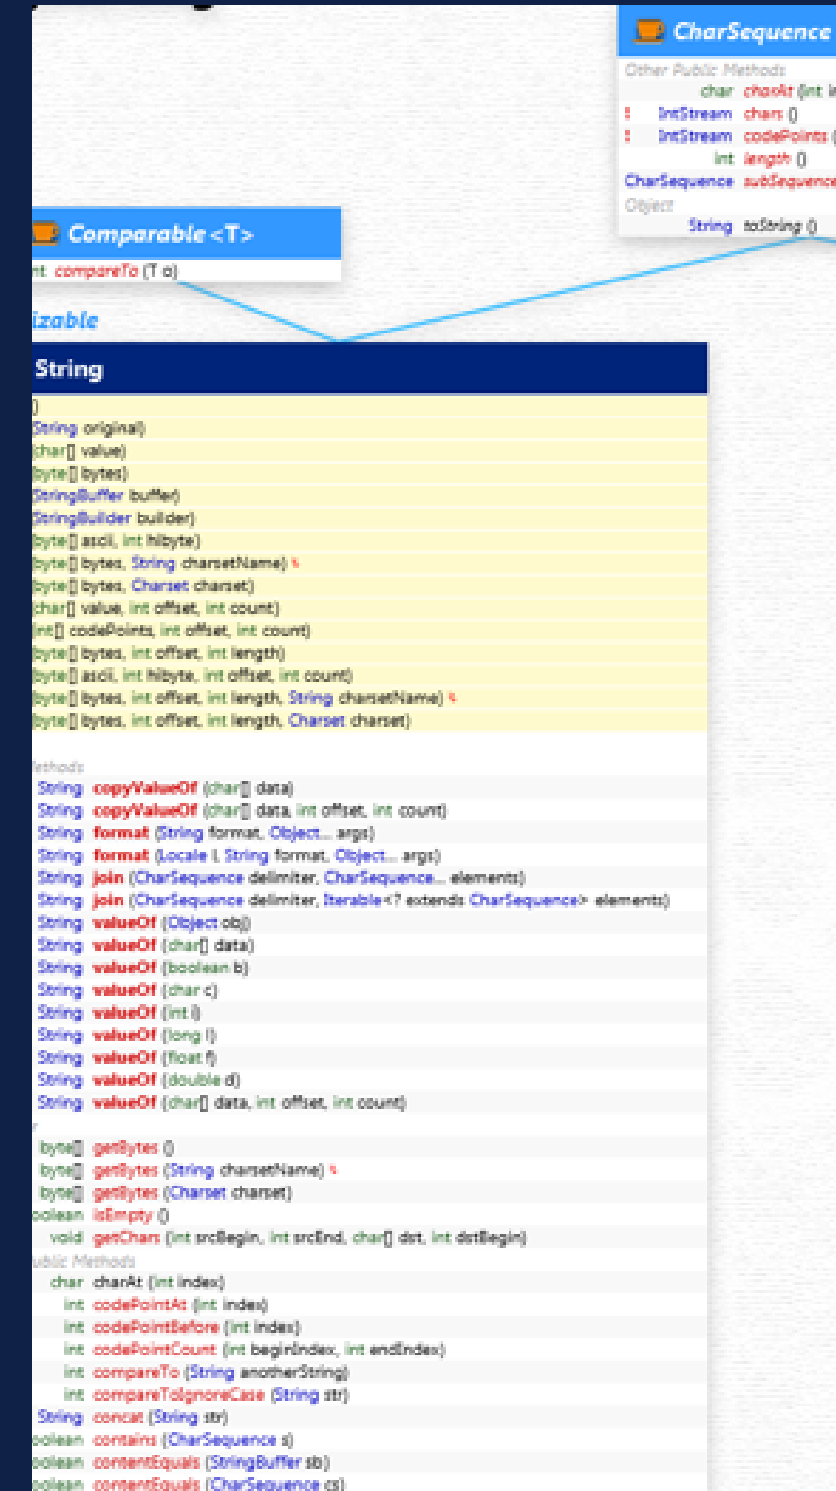 CharSequence
Other Public Methods
char charAt (int in
! IntStream chars ()
! IntStream codePoints (
int length ()
CharSequence subSequence
Object
String toString ()
Comparable <T>
nt compareTo (T o)
izable
String
)
(String original)
(char[] value)
(byte[] bytes)
(StringBuffer buffer)
(StringBuilder builder)
(byte[] ascii, int hibyte)
(byte[] bytes, String charsetName)
(byte[] bytes, Charset charset)
(char[] value, int offset, int count)
(int[] codePoints, int offset, int count)
(byte[] bytes, int offset, int length)
(byte[] ascii, int hibyte, int offset, int count)
(byte[] bytes, int offset, int length, String charsetName)
(byte[] bytes, int offset, int length, Charset charset)
Methods
String copyValueOf (char[] data)
String copyValueOf (char[] data, int offset, int count)
String format (String format, Object... args)
String format (Locale l, String format, Object... args)
String join (CharSequence delimiter, CharSequence... elements)
String join (CharSequence delimiter, Iterable<? extends CharSequence> elements)
String valueOf (Object obj)
String valueOf (char[] data)
String valueOf (boolean b)
String valueOf (char c)
String valueOf (int i)
String valueOf (long l)
String valueOf (float f)
String valueOf (double d)
String valueOf (char[] data, int offset, int count)
r
byte[] getBytes ()
byte[] getBytes (String charsetName)
byte[] getBytes (Charset charset)
oolean isEmpty ()
void getChars (int srcBegin, int srcEnd, char[] dst, int dstBegin)
ublic Methods
char charAt (int index)
int codePointAt (int index)
int codePointBefore (int index)
int codePointCount (int beginIndex, int endIndex)
int compareTo (String anotherString)
int compareToIgnoreCase (String str)
String concat (String str)
oolean contains (CharSequence s)
oolean contentEquals (StringBuffer sb)
oolean contentEquals (CharSequence cs)